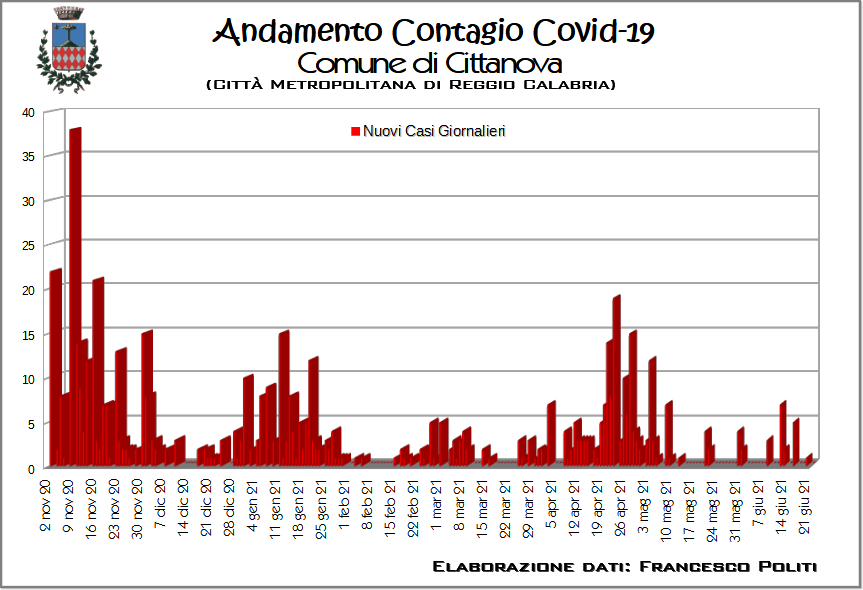 Andamento Contagio Covid-19
Comune di Cittanova
(Città Metropolitana di Reggio Calabria)
Nuovi Casi Giornalieri
40
35
30
25
20
15
10
5
0
2 nov 20
9 nov 20
16 nov 20
23 nov 20
30 nov 20
7 dic 20
14 dic 20
21 dic 20
28 dic 20
4 gen 21
11 gen 21
18 gen 21
25 gen 21
1 feb 21
8 feb 21
15 feb 21
22 feb 21
1 mar 21
8 mar 21
15 mar 21
22 mar 21
29 mar 21
5 apr 21
12 apr 21
19 apr 21
26 apr 21
3 mag 21
10 mag 21
17 mag 21
24 mag 21
31 mag 21
7 giu 21
14 giu 21
21 giu 21
Elaborazione dati: Francesco Politi